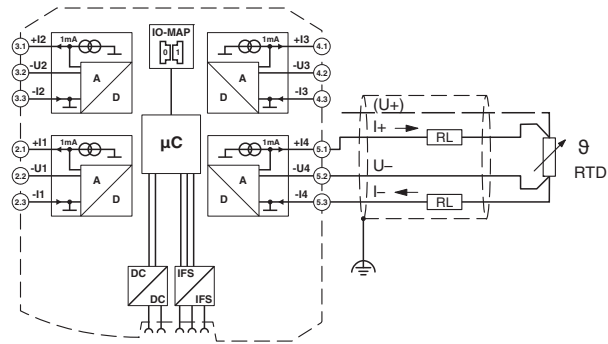 IO-MAP
0 1
3.1 +I2 1mA
3.2 -U2 A
3.3 -I2 D
1mA +I3 4.1
A -U3 4.2
D -I3 4.3
µC
2.1 +I1 1mA
2.2 -U1 A
2.3 -I1 D
1mA +I4 5.1
A -U4 5.2
D -I4 5.3
(U+)
I+ RL
U–
I– RL
ϑ
RTD
DC IFS
DC IFS